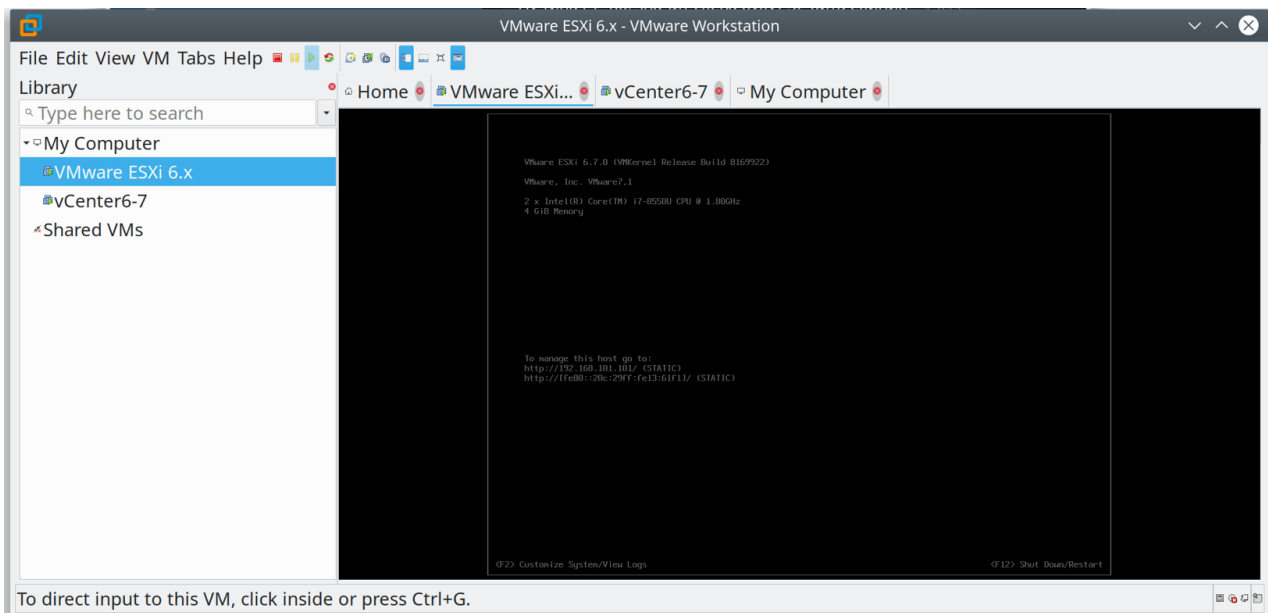 VMware ESXi 6.x - VMware Workstation
File Edit View VM Tabs Help
Library
Type here to search
My Computer
VMware ESXi 6.x
vCenter6-7
Shared VMs
Home VMware ESXi... vCenter6-7 My Computer
VMware ESXi 6.7.0 (VMKernel Release Build 8169922)
VMware, Inc. VMware7,1
2 x Intel(R) Core(TM) i7-8550U CPU @ 1.80GHz
4 GiB Memory
To manage this host go to:
http://192.168.101.101/ (STATIC)
http://[fe80::20c:29ff:fe13:61f1]/ (STATIC)
<F2> Customize System/View Logs
<F12> Shut Down/Restart
To direct input to this VM, click inside or press Ctrl+G.